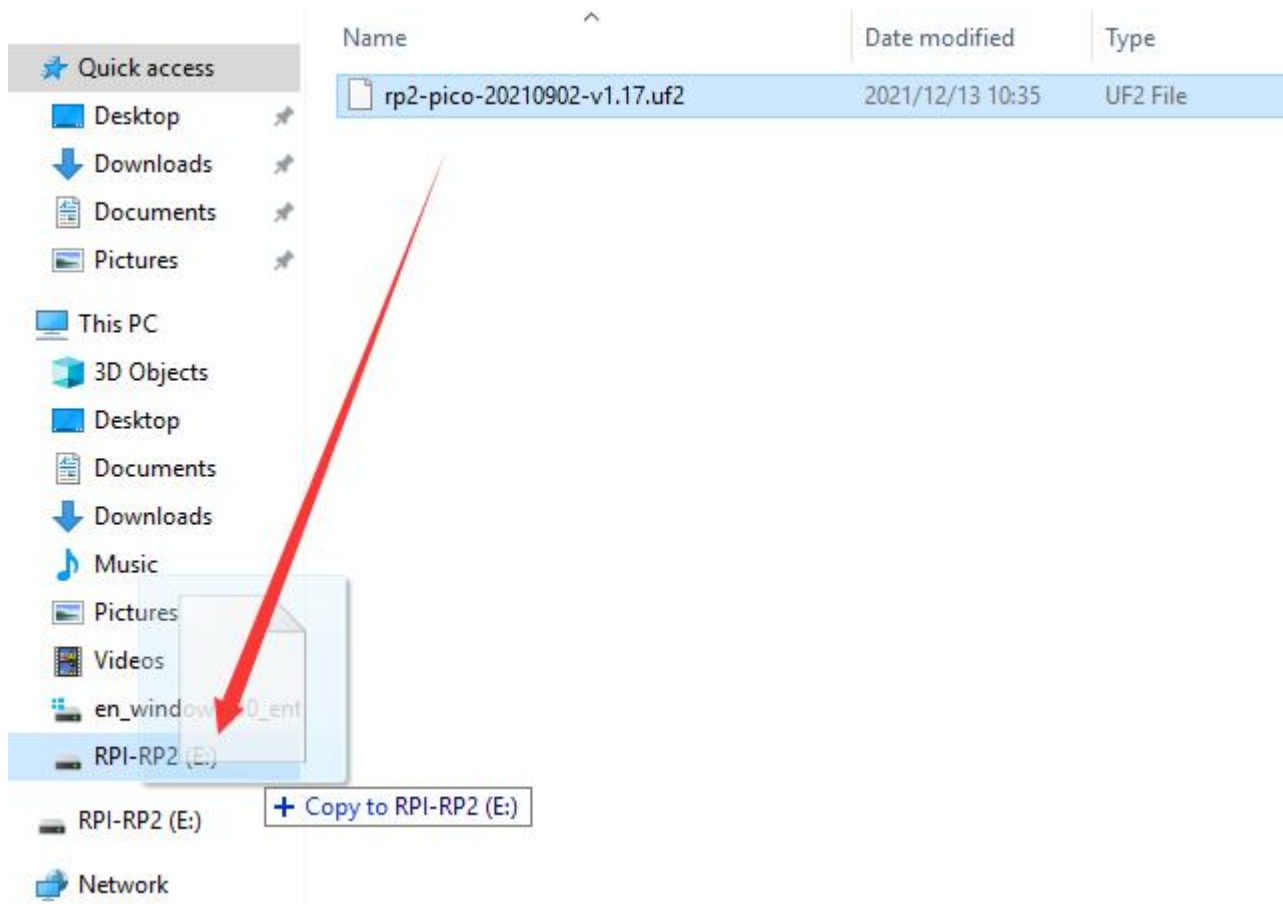 Name Date modified Type
Quick access
rp2-pico-20210902-v1.17.uf2 2021/12/13 10:35 UF2 File
Desktop
Downloads
Documents
Pictures
This PC
3D Objects
Desktop
Documents
Downloads
Music
Pictures
Videos
en_windows_10_ent
RPI-RP2 (E:)
Copy to RPI-RP2 (E:)
RPI-RP2 (E:)
Network